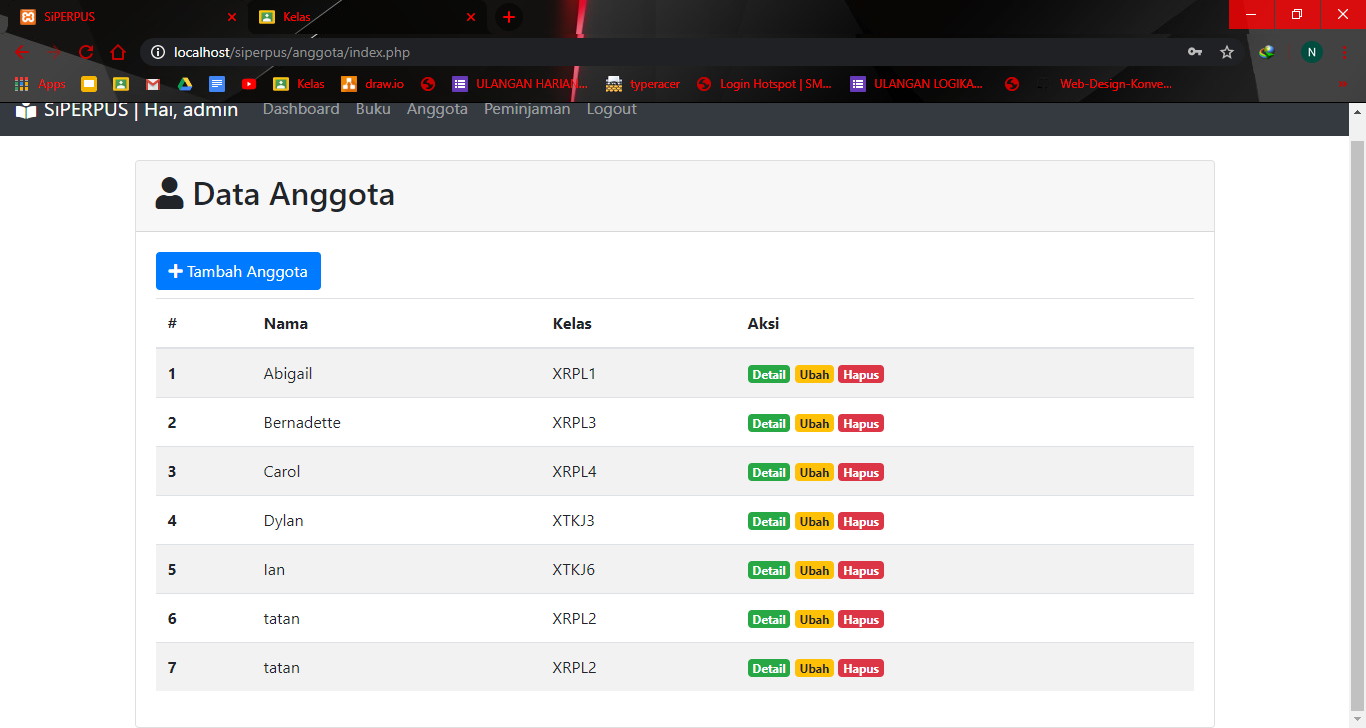 SiPERPUS Kelas
localhost/siperpus/anggota/index.php N
Apps Kelas draw.io ULANGAN HARIAN... typeracer Login Hotspot | SM... ULANGAN LOGIKA... Web-Design-Konve...
SiPERPUS | Hai, admin Dashboard Buku Anggota Peminjaman Logout
Data Anggota
Tambah Anggota
# Nama Kelas Aksi
1 Abigail XRPL1 Detail Ubah Hapus
2 Bernadette XRPL3 Detail Ubah Hapus
3 Carol XRPL4 Detail Ubah Hapus
4 Dylan XTKJ3 Detail Ubah Hapus
5 Ian XTKJ6 Detail Ubah Hapus
6 tatan XRPL2 Detail Ubah Hapus
7 tatan XRPL2 Detail Ubah Hapus